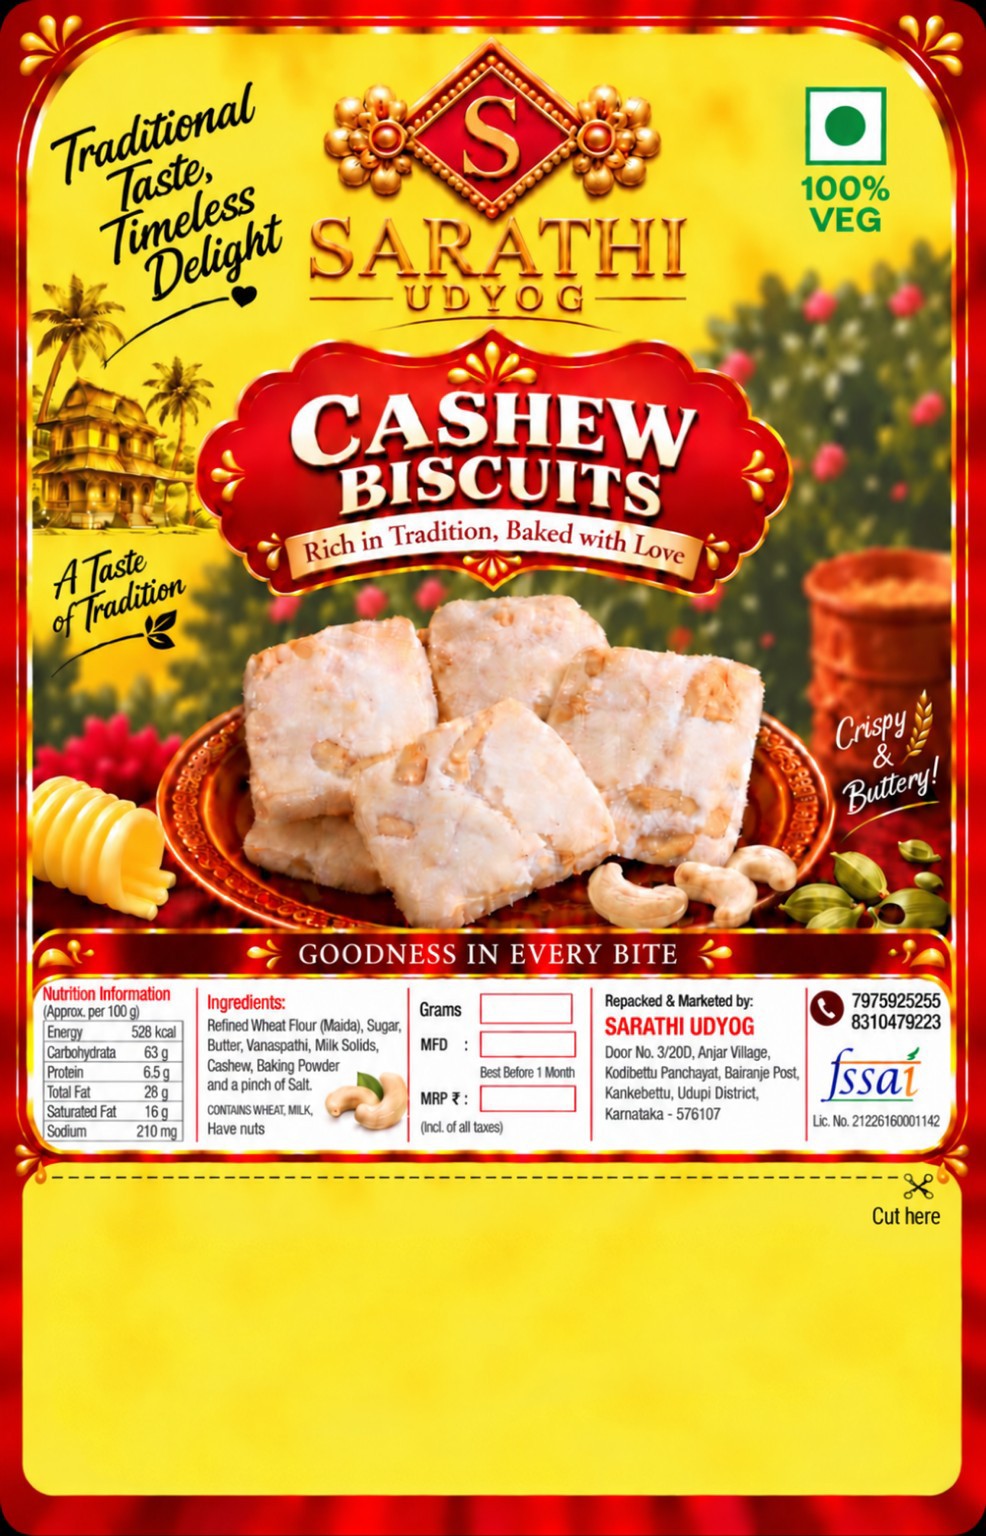 Traditional
Taste,
Timeless
Delight
S
SARATHI
UDYOG
100%
VEG
CASHEW
BISCUITS
Rich in Tradition, Baked with Love
A Taste
of Tradition
Crispy
&
Buttery!
GOODNESS IN EVERY BITE
Nutrition Information
(Approx. per 100 g)
Energy 528 kcal
Carbohydrata 63 g
Protein 6.5 g
Total Fat 28 g
Saturated Fat 16 g
Sodium 210 mg
Ingredients:
Refined Wheat Flour (Maida), Sugar,
Butter, Vanaspathi, Milk Solids,
Cashew, Baking Powder
and a pinch of Salt.
CONTAINS WHEAT, MILK,
Have nuts
Grams
MFD :
Best Before 1 Month
MRP ₹ :
(Incl. of all taxes)
Repacked & Marketed by:
SARATHI UDYOG
Door No. 3/20D, Anjar Village,
Kodibettu Panchayat, Bairanje Post,
Kankebettu, Udupi District,
Karnataka - 576107
7975925255
8310479223
fssai
Lic. No. 21226160001142
Cut here